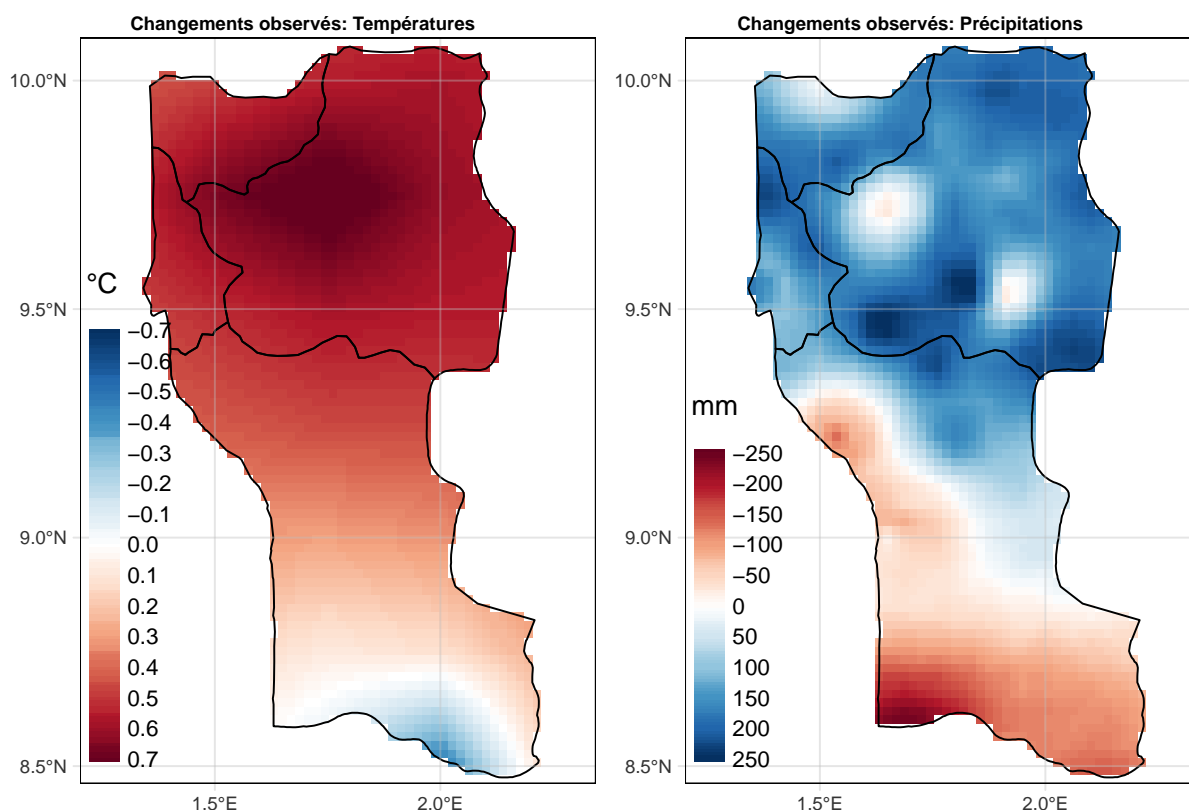 Changements observés: Températures
10.0°N
9.5°N
9.0°N
8.5°N
1.5°E
2.0°E
°C
−0.7
−0.6
−0.5
−0.4
−0.3
−0.2
−0.1
0.0
0.1
0.2
0.3
0.4
0.5
0.6
0.7
Changements observés: Précipitations
10.0°N
9.5°N
9.0°N
8.5°N
1.5°E
2.0°E
mm
−250
−200
−150
−100
−50
0
50
100
150
200
250